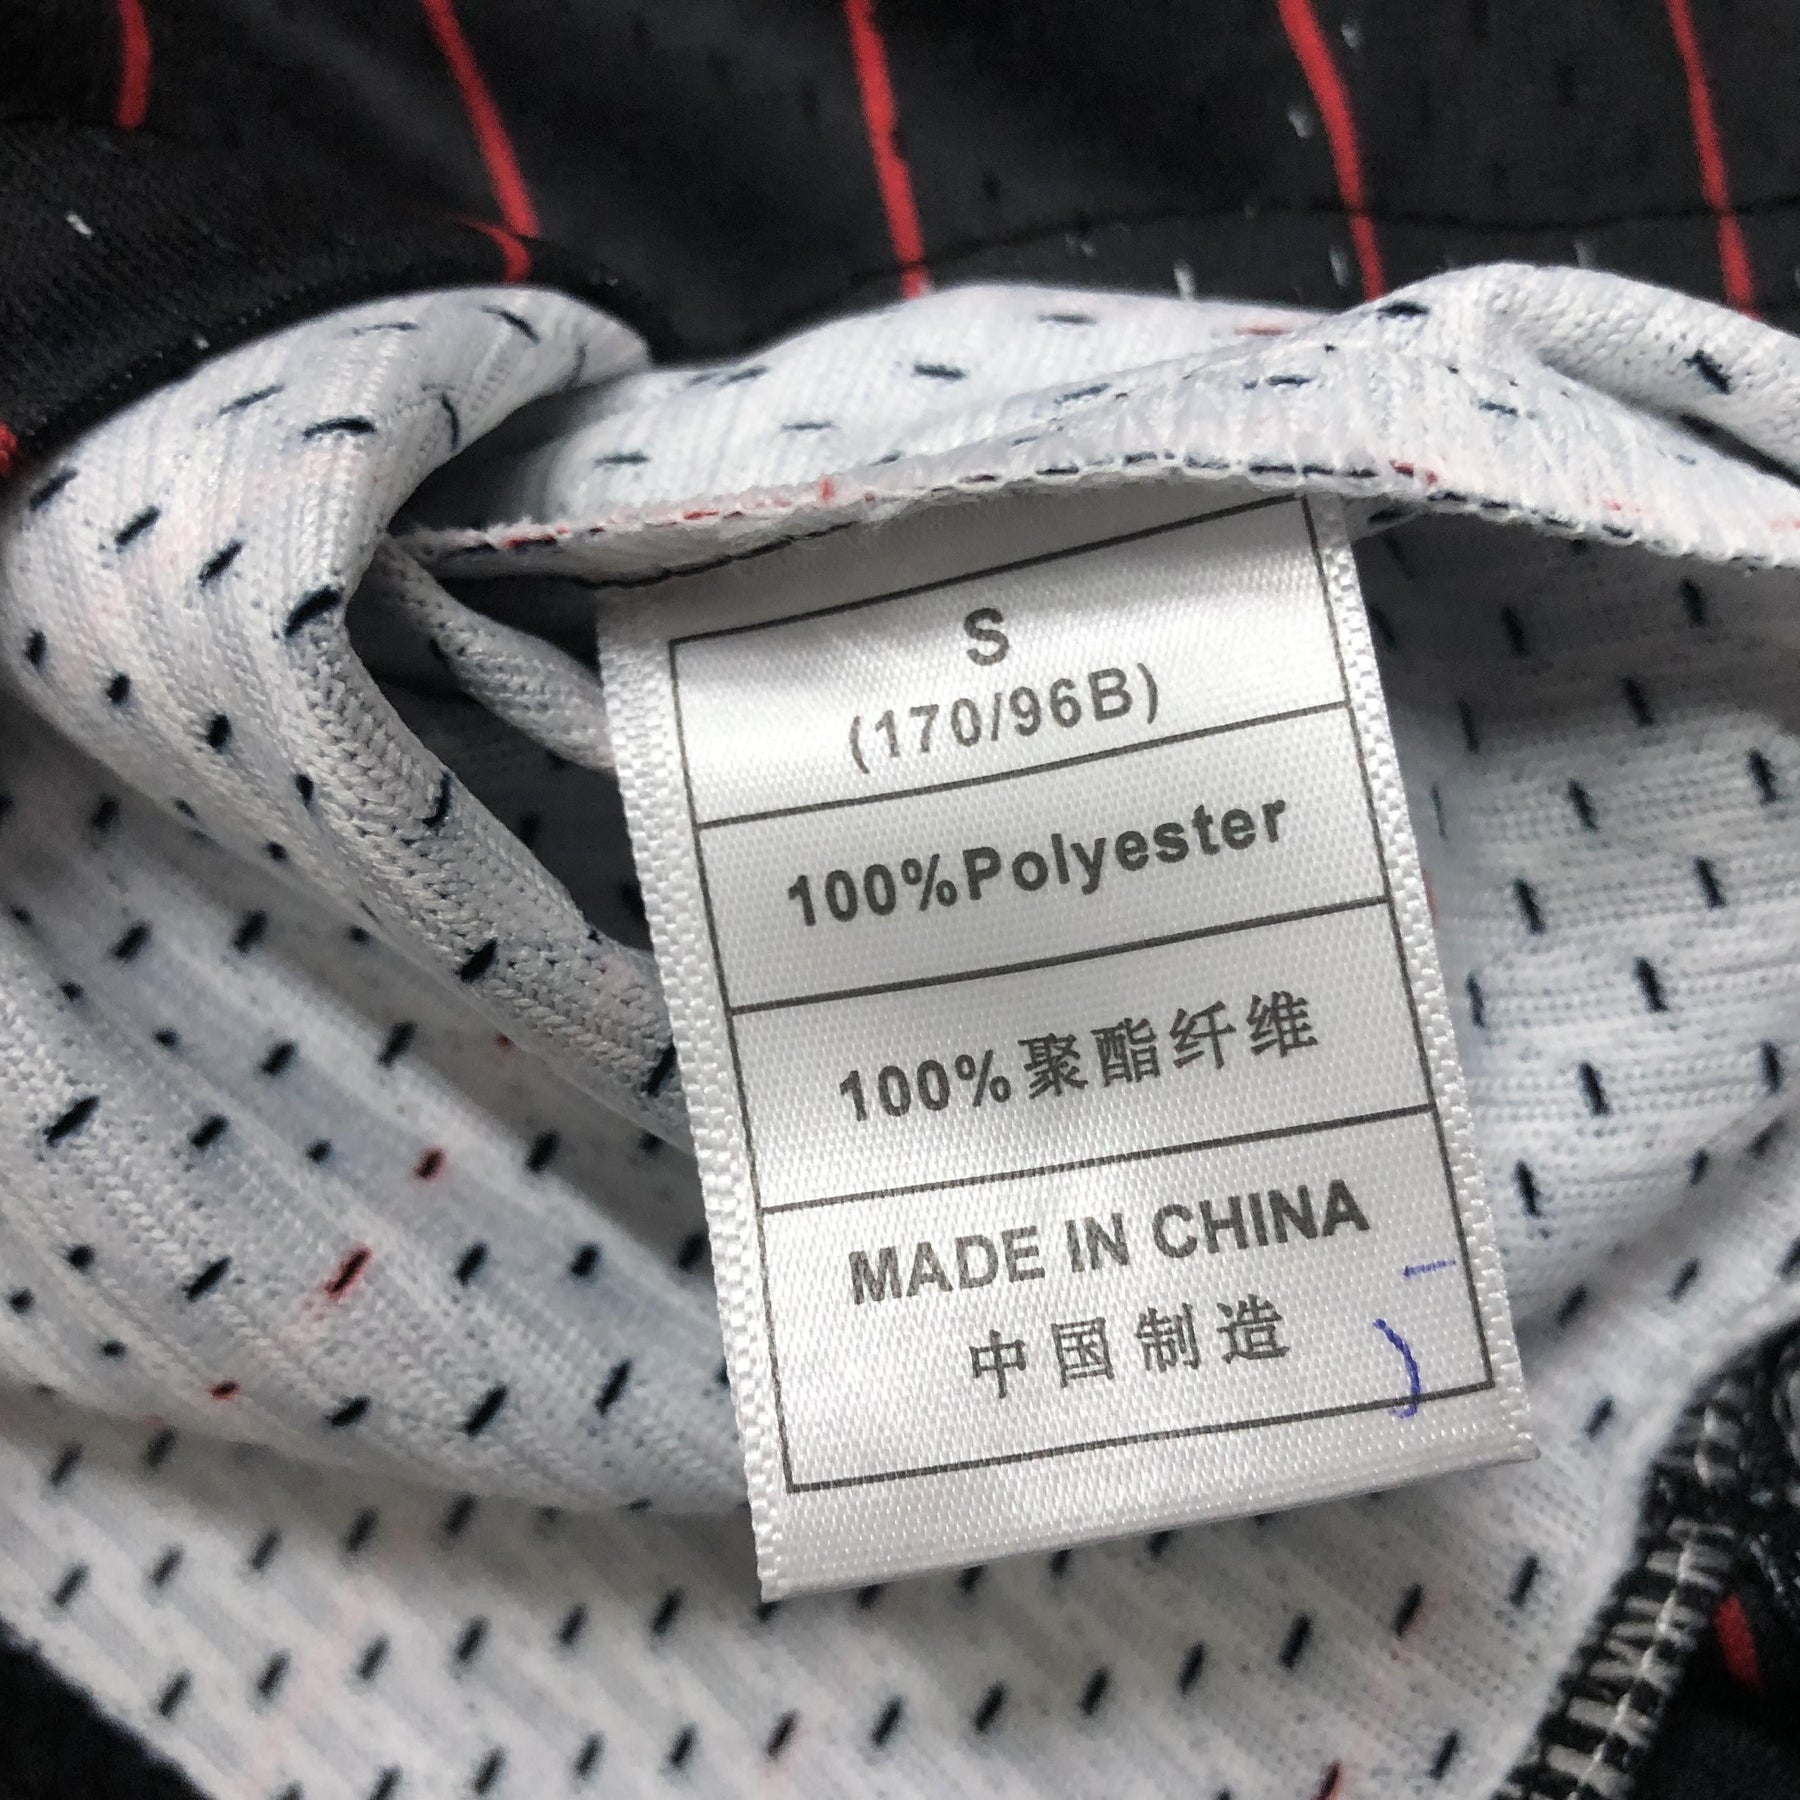 S
(170/96B)
100%Polyester
100%聚酯纤维
MADE IN CHINA
中国制造